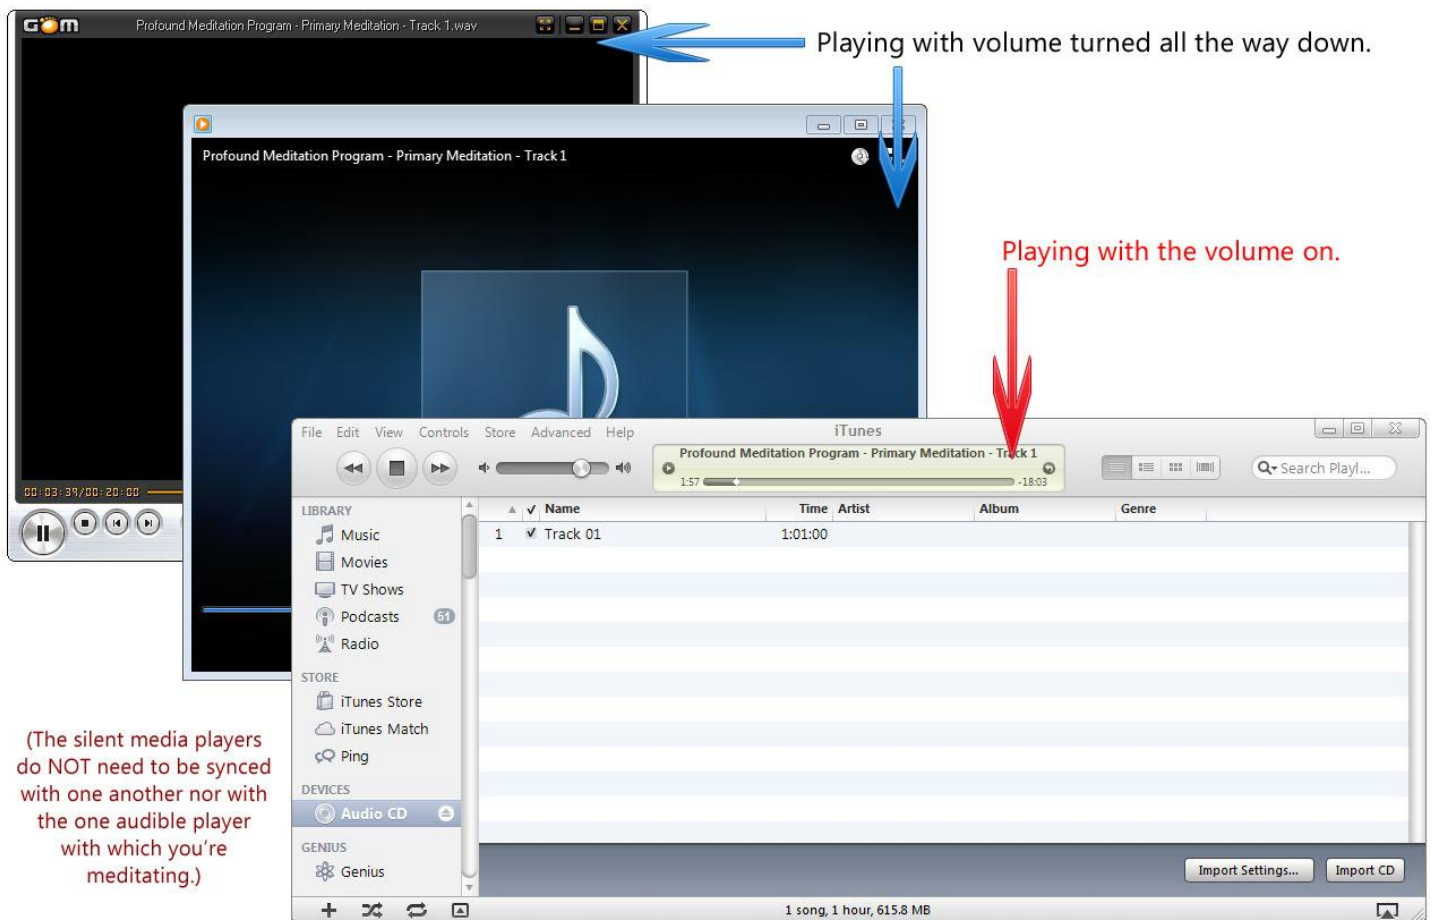 GOM
Profound Meditation Program - Primary Meditation - Track 1.wav
Playing with volume turned all the way down.
Profound Meditation Program - Primary Meditation - Track 1
Playing with the volume on.
File Edit View Controls Store Advanced Help
iTunes
Profound Meditation Program - Primary Meditation - Track 1
1:57
-18:03
Search Playl...
00:03:39/00:20:00
LIBRARY
Music
Movies
TV Shows
Podcasts 51
Radio
STORE
iTunes Store
iTunes Match
Ping
DEVICES
Audio CD
GENIUS
Genius
Name Time Artist Album Genre
1 Track 01 1:01:00
(The silent media players
do NOT need to be synced
with one another nor with
the one audible player
with which you're
meditating.)
Import Settings... Import CD
1 song, 1 hour, 615.8 MB